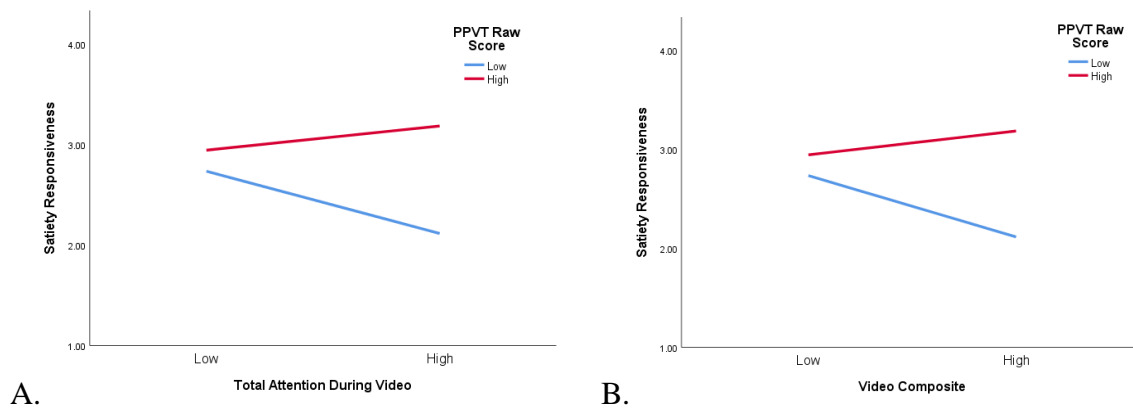 PPVT Raw
Score
Low
High
4.00
3.00
2.00
1.00
Satiety Responsiveness
Low
High
Total Attention During Video
A.
PPVT Raw
Score
Low
High
4.00
3.00
2.00
1.00
Satiety Responsiveness
Low
High
Video Composite
B.